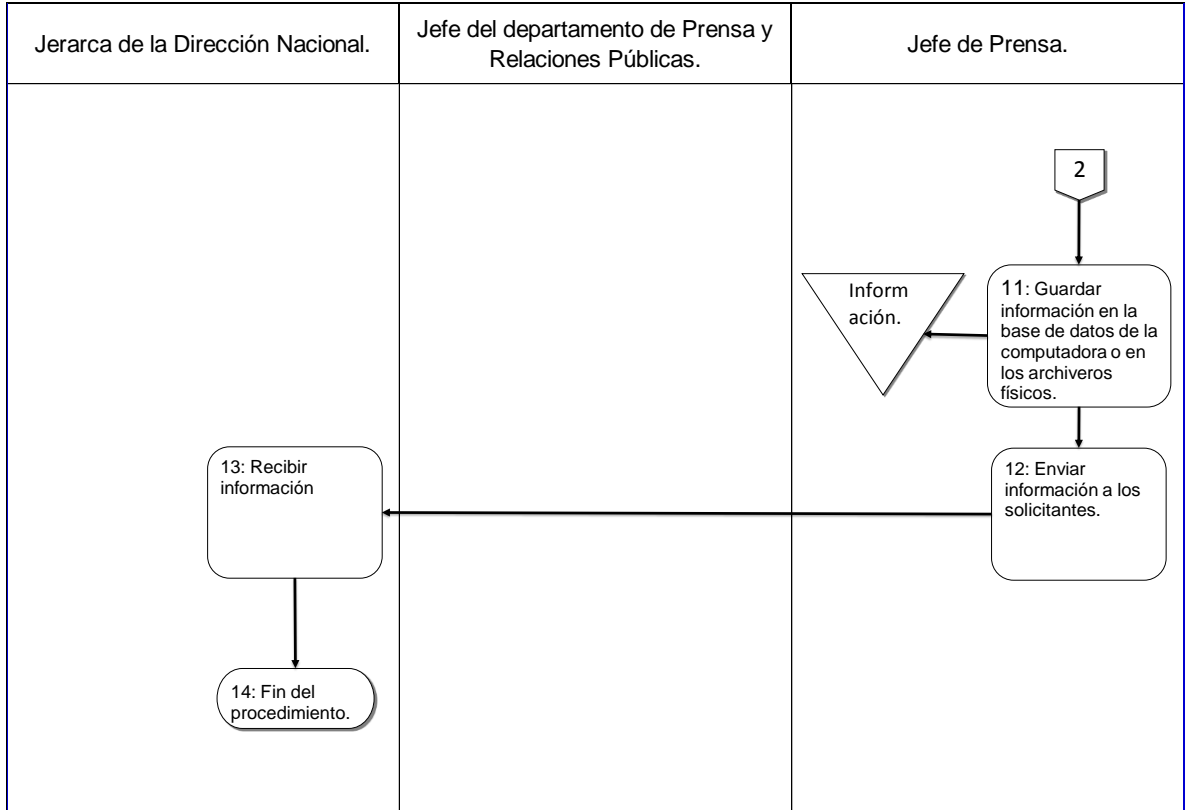 Jerarca de la Dirección Nacional.
Jefe del departamento de Prensa y
Relaciones Públicas.
Jefe de Prensa.
2
Inform
ación.
11: Guardar
información en la
base de datos de la
computadora o en
los archiveros
físicos.
13: Recibir
información
12: Enviar
información a los
solicitantes.
14: Fin del
procedimiento.